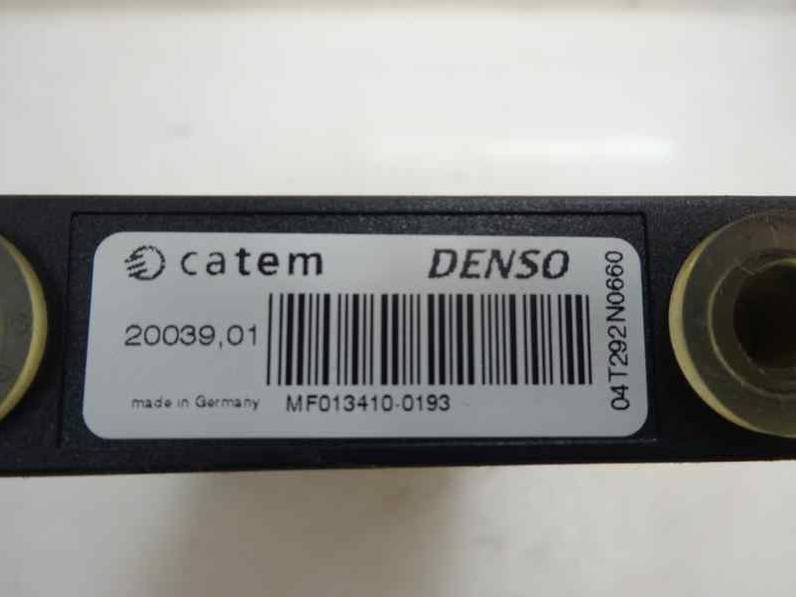 catem DENSO
20039,01
made in Germany MF013410-0193
04T292N0660